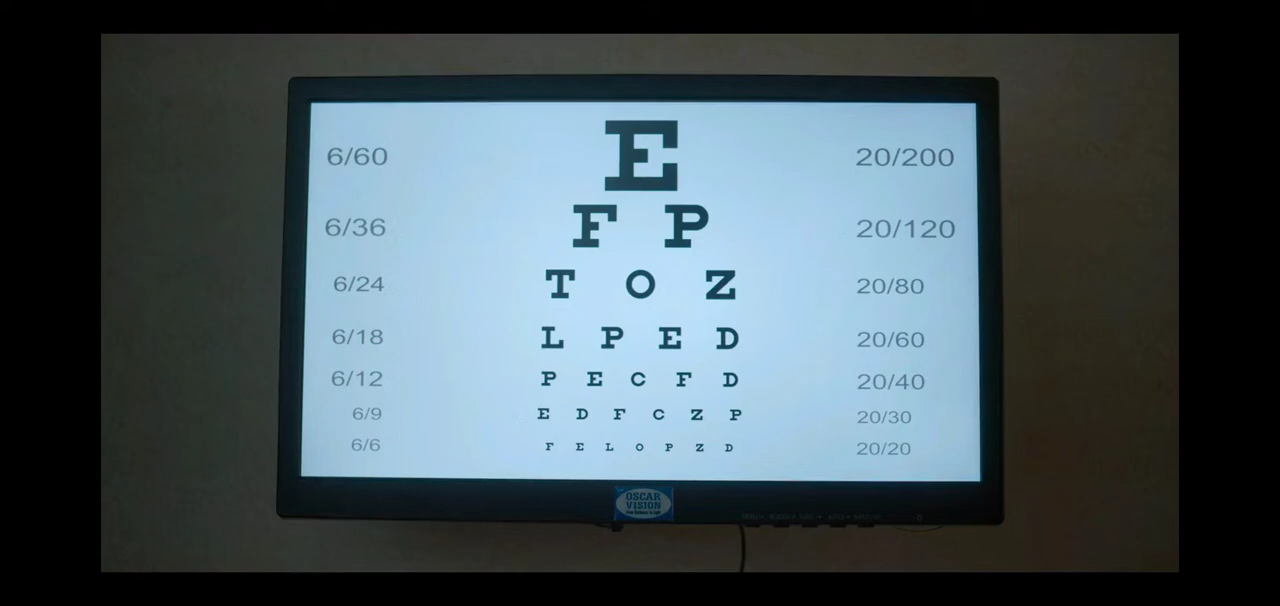 6/60 E 20/200
6/36 F P 20/120
6/24 T O Z 20/80
6/18 L P E D 20/60
6/12 P E C F D 20/40
6/9 E D F C Z P 20/30
6/6 F E L O P Z D 20/20
OSCAR
VISION